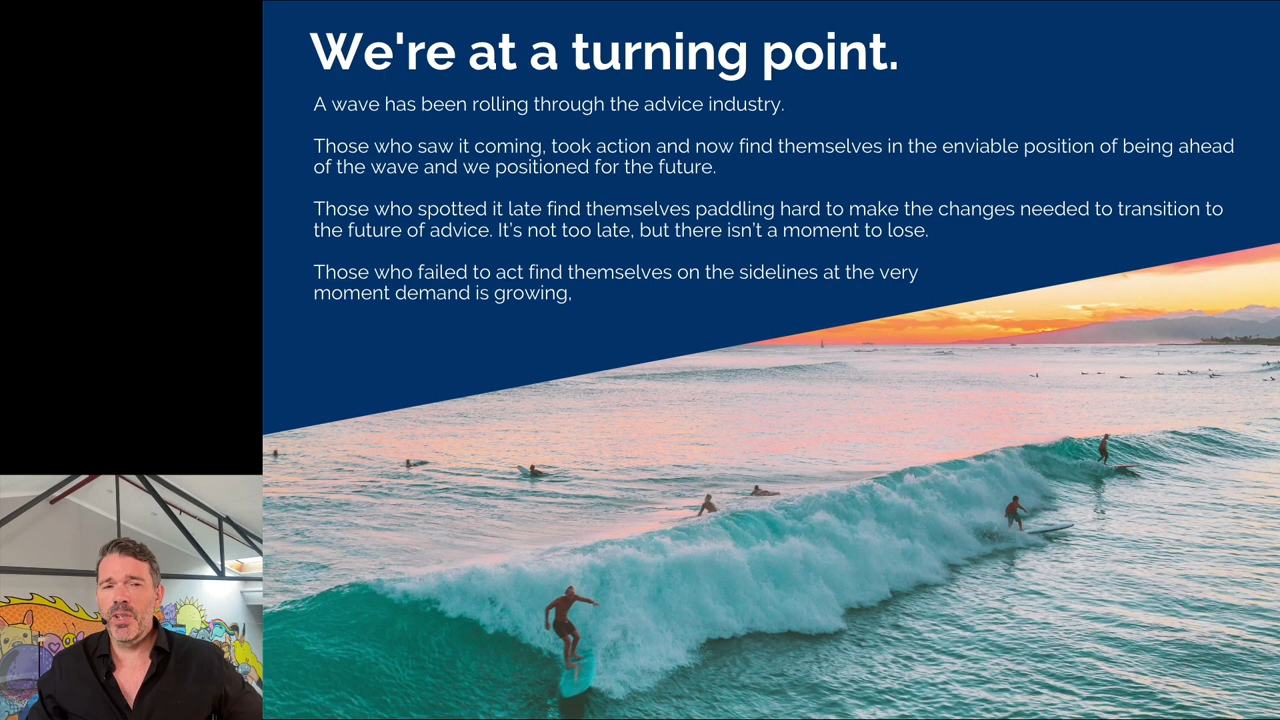 We're at a turning point.
A wave has been rolling through the advice industry.
Those who saw it coming, took action and now find themselves in the enviable position of being ahead
of the wave and we positioned for the future.
Those who spotted it late find themselves paddling hard to make the changes needed to transition to
the future of advice. It’s not too late, but there isn’t a moment to lose.
Those who failed to act find themselves on the sidelines at the very
moment demand is growing,